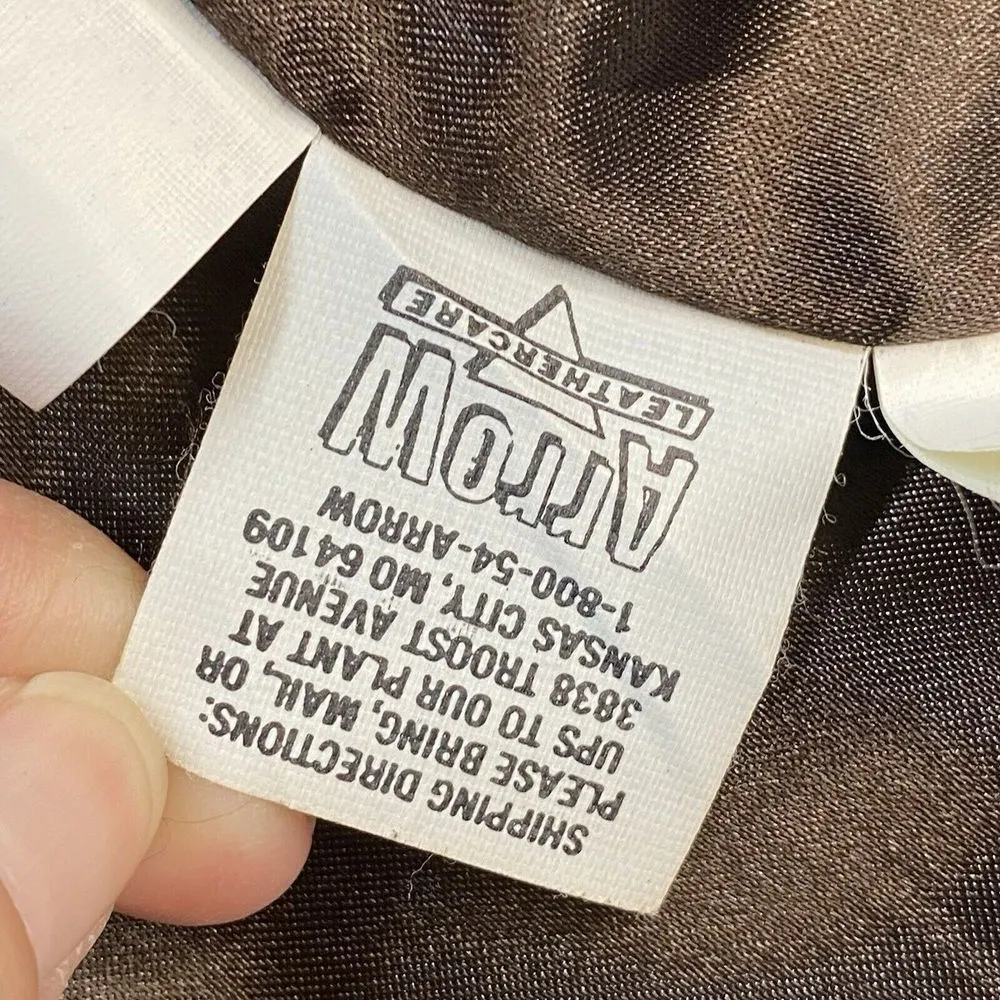 SHIPPING DIRECTIONS:
PLEASE BRING, MAIL, OR
UPS TO OUR PLANT AT
3838 TROOST AVENUE
KANSAS CITY, MO 64109
1-800-54-ARROW
Arrow
LEATHERCARE